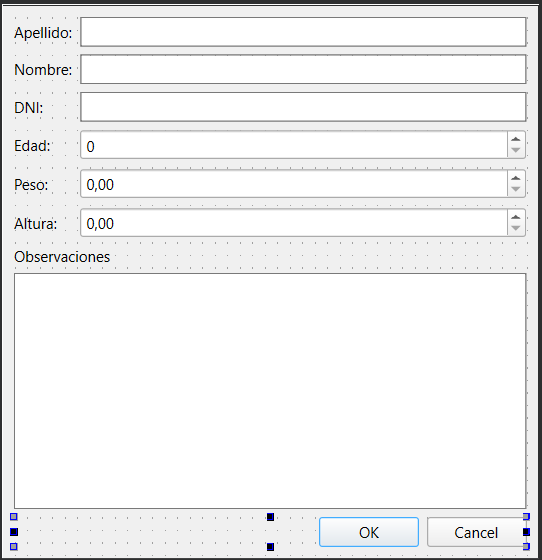 Apellido:
Nombre:
DNI:
Edad: 0
Peso: 0,00
Altura: 0,00
Observaciones
OK Cancel